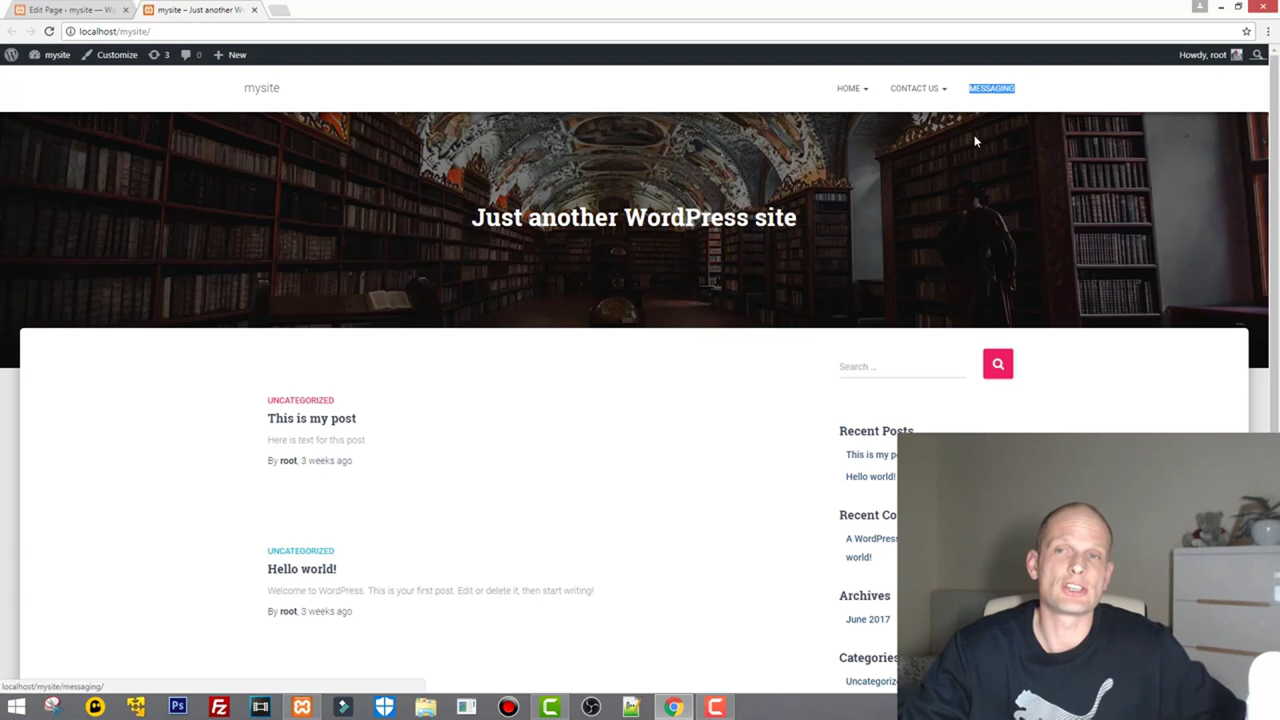 Edit Page ‹ mysite — Wo
mysite – Just another Wo
localhost/mysite/
mysite
Customize
3
0
New
Howdy, root
mysite
HOME
CONTACT US
MESSAGING
Just another WordPress site
Search …
UNCATEGORIZED
This is my post
Here is text for this post
By root, 3 weeks ago
Recent Posts
This is my p
Hello world!
UNCATEGORIZED
Hello world!
Welcome to WordPress. This is your first post. Edit or delete it, then start writing!
By root, 3 weeks ago
Recent Co
A WordPress
world!
Archives
June 2017
Categories
Uncategoriz
localhost/mysite/messaging/
Ps
Fz